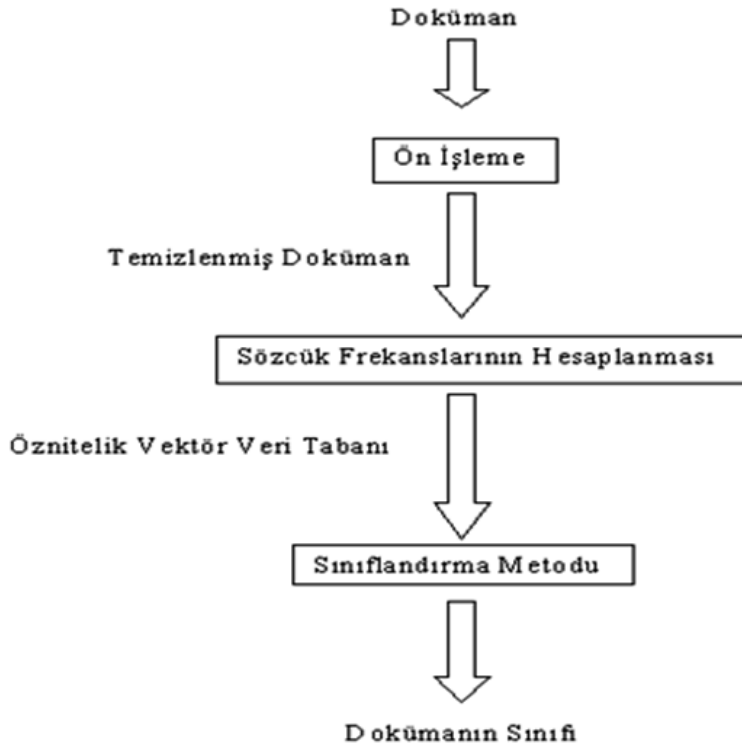 Doküman
Ön İşleme
Temizlenmiş Doküman
Sözcük Frekanslarının Hesaplanması
Öznitelik Vektör Veri Tabanı
Sınıflandırma Metodu
Dokümanın Sınıfı